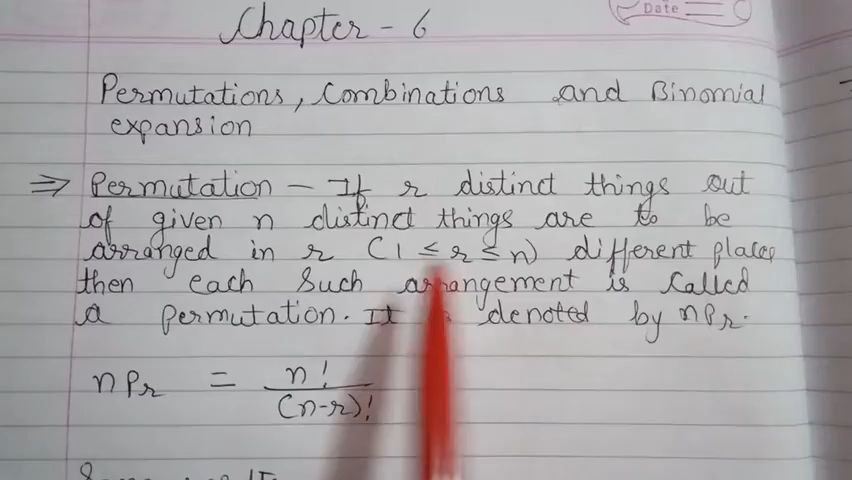 Date
Chapter - 6
Permutations, Combinations and Binomial
expansion
⇒ Permutation - If r distinct things out
of given n distinct things are to be
arranged in r (1 ≤ r ≤ n) different places
then each such arrangement is called
a permutation. It denoted by nPr.
nPr = n! / (n-r)!